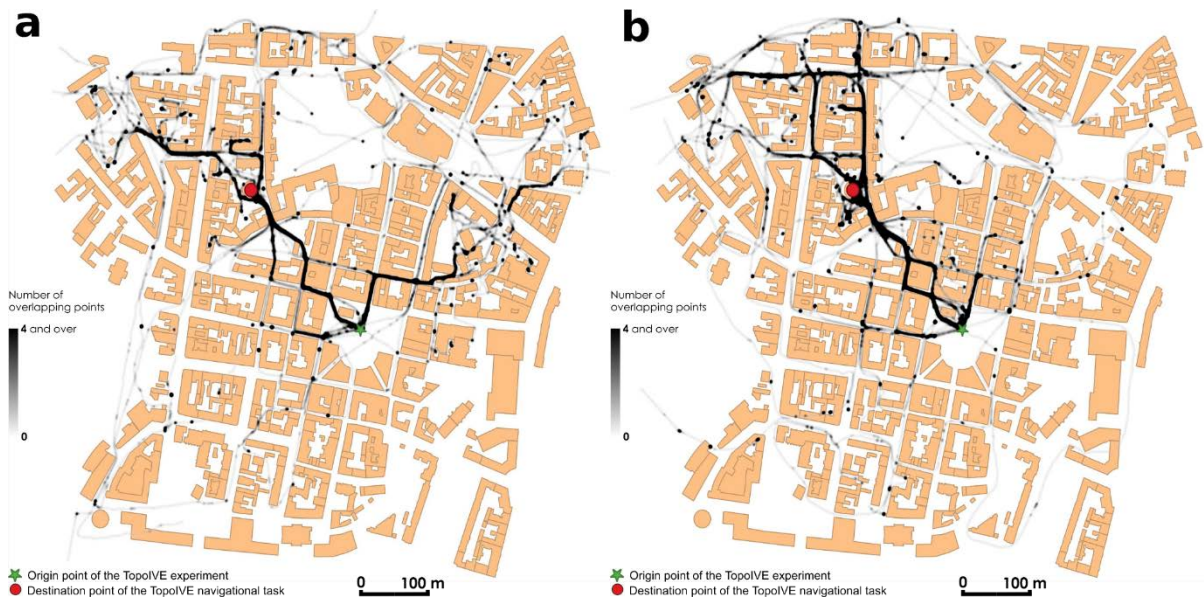 a
Number of
overlapping points
4 and over
0
Origin point of the TopoIVE experiment
Destination point of the TopoIVE navigational task
0 100 m
b
Number of
overlapping points
4 and over
0
Origin point of the TopoIVE experiment
Destination point of the TopoIVE navigational task
0 100 m